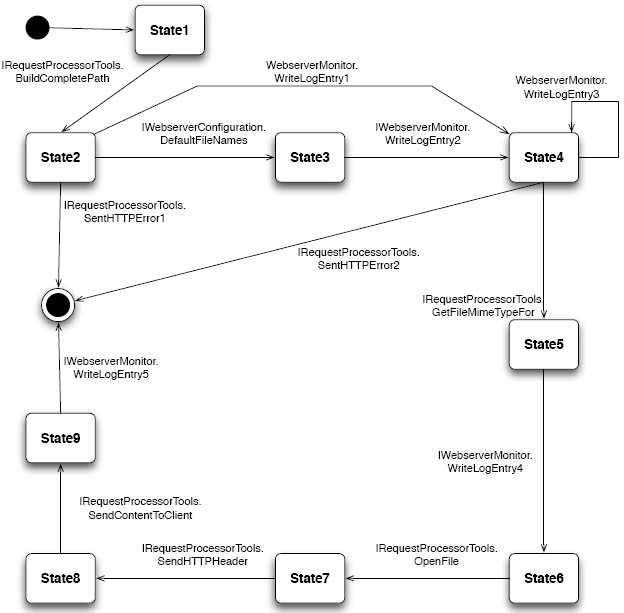 State1
IRequestProcessorTools.
BuildCompletePath
WebserverMonitor.
WriteLogEntry1
WebserverMonitor.
WriteLogEntry3
IWebserverConfiguration.
DefaultFileNames
IWebserverMonitor.
WriteLogEntry2
State2
State3
State4
IRequestProcessorTools.
SentHTTPError1
IRequestProcessorTools.
SentHTTPError2
IRequestProcessorTools.
GetFileMimeTypeFor
State5
IWebserverMonitor.
WriteLogEntry5
State9
IWebserverMonitor.
WriteLogEntry4
IRequestProcessorTools.
SendContentToClient
IRequestProcessorTools.
SendHTTPHeader
IRequestProcessorTools.
OpenFile
State8
State7
State6